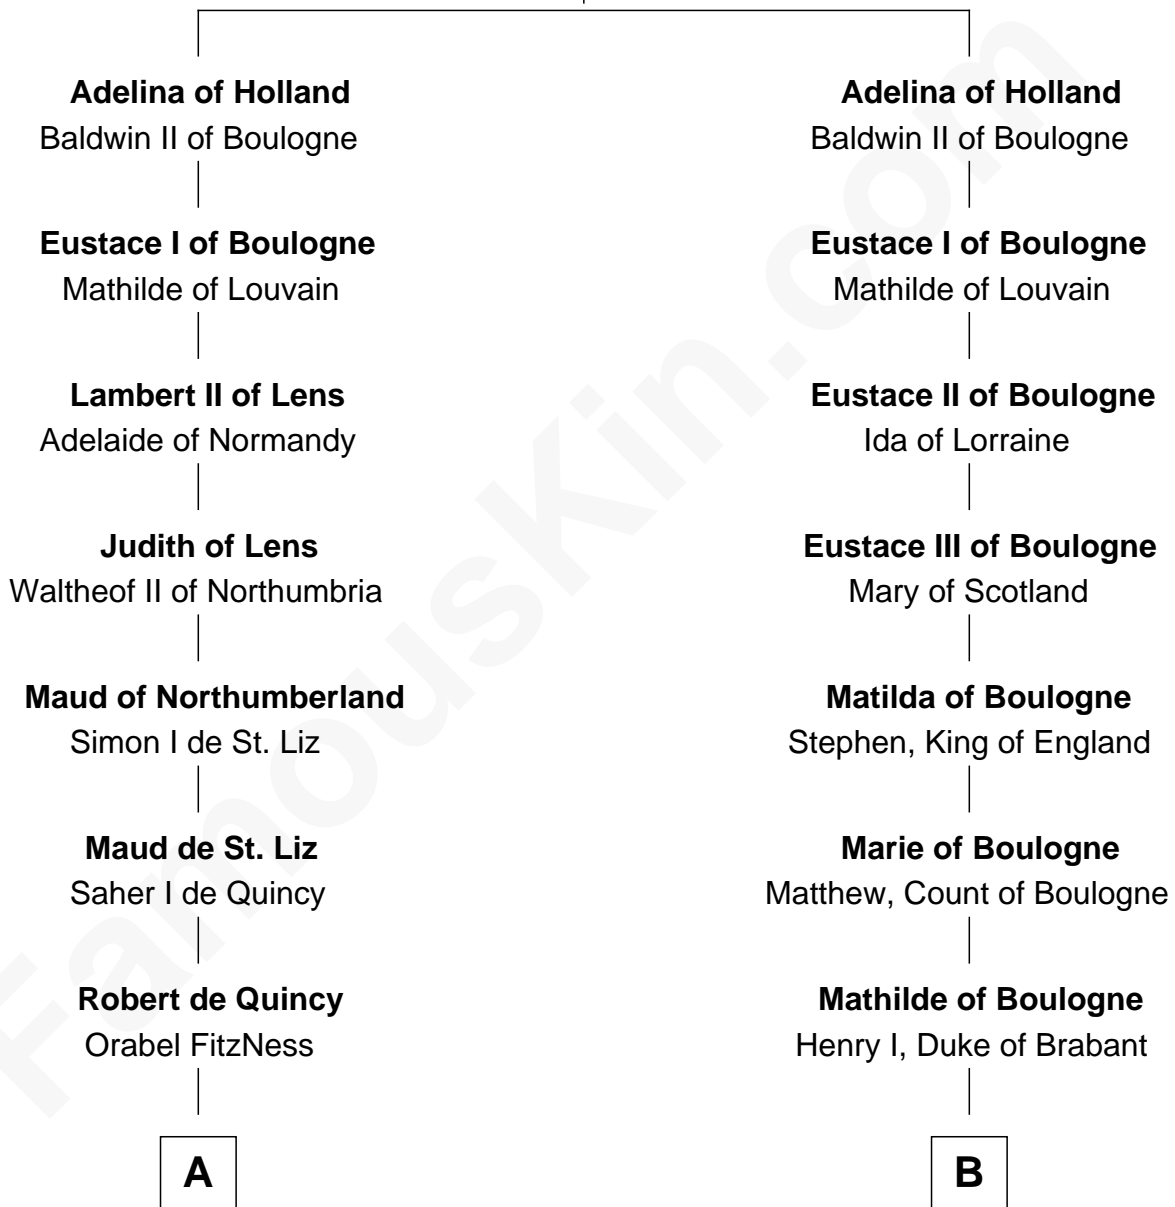 Adelina of Holland
Baldwin II of Boulogne
Eustace I of Boulogne
Mathilde of Louvain
Lambert II of Lens
Adelaide of Normandy
Judith of Lens
Waltheof II of Northumbria
Maud of Northumberland
Simon I de St. Liz
Maud de St. Liz
Saher I de Quincy
Robert de Quincy
Orabel FitzNess
A
Adelina of Holland
Baldwin II of Boulogne
Eustace I of Boulogne
Mathilde of Louvain
Eustace II of Boulogne
Ida of Lorraine
Eustace III of Boulogne
Mary of Scotland
Matilda of Boulogne
Stephen, King of England
Marie of Boulogne
Matthew, Count of Boulogne
Mathilde of Boulogne
Henry I, Duke of Brabant
B
FamousKin.com